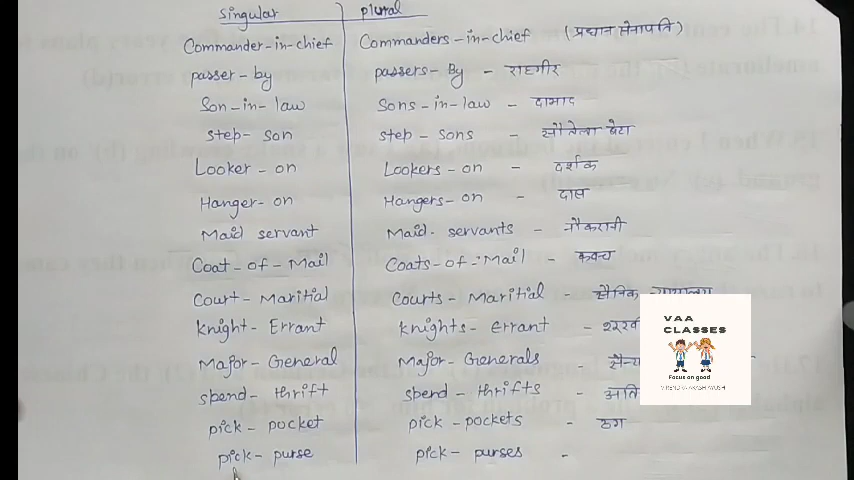 Singular plural
Commander-in-chief Commanders-in-chief (प्रधान सेनापति)
passer-by passers-By - राहगीर
Son-in-law Sons-in-law - दामाद
step-son step-sons - सौतेला बेटा
Looker-on Lookers-on - दर्शक
Hanger-on Hangers-on - दास
Maid servant Maid-servants - नौकरानी
Coat-of-Mail Coats-of-Mail - कवच
Court-Maritial Courts-Maritial - सैनिक
Knight-Errant Knights-Errant -
Major-General Major-Generals -
spend-thrift spend-thrifts -
pick-pocket pick-pockets - ठग
pick-purse pick-purses -
VAA
CLASSES
Focus on good